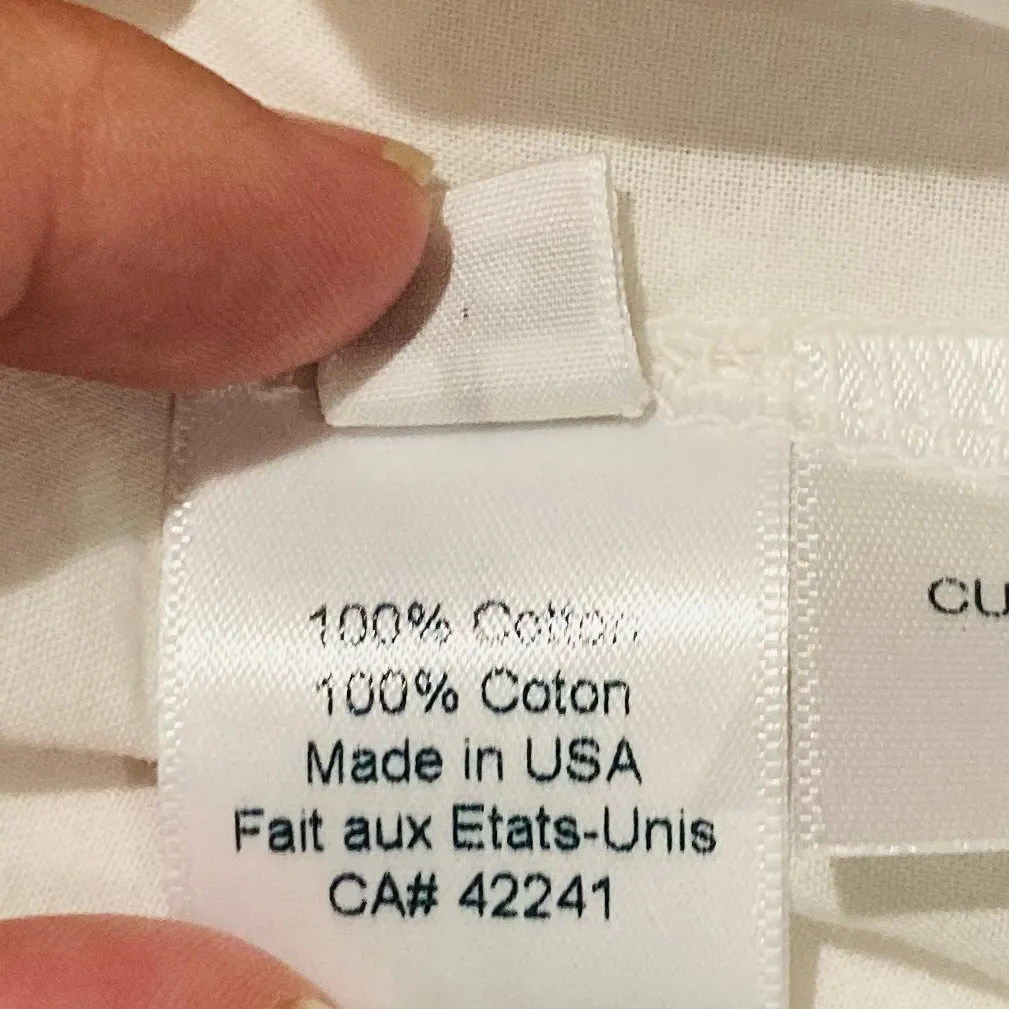 100% Cotton
100% Coton
Made in USA
Fait aux Etats-Unis
CA# 42241